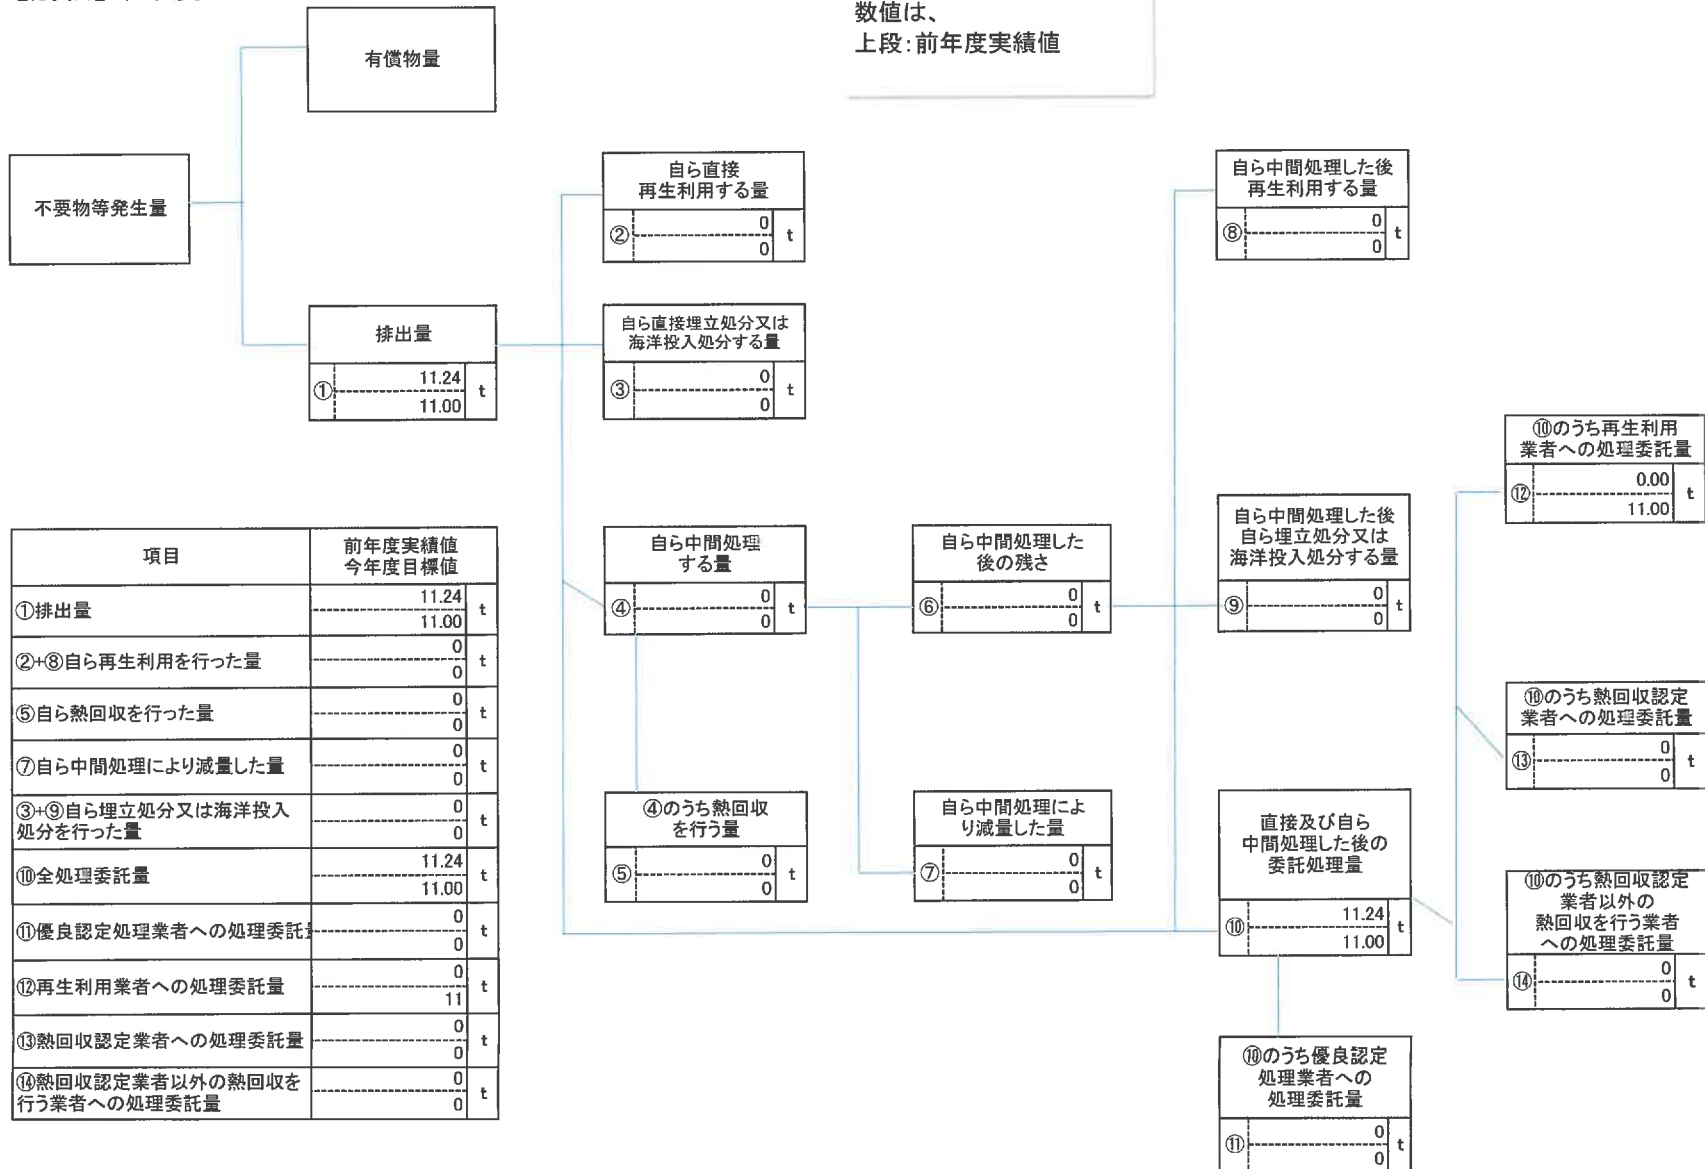 数値は、
上段：前年度実績値
有償物量
不要物等発生量
排出量
① 11.24 t
11.00
自ら直接
再生利用する量
② 0 t
0
自ら直接埋立処分又は
海洋投入処分する量
③ 0 t
0
自ら中間処理
する量
④ 0 t
0
④のうち熱回収
を行う量
⑤ 0 t
0
自ら中間処理した
後の残さ
⑥ 0 t
0
自ら中間処理によ
り減量した量
⑦ 0 t
0
自ら中間処理した後
再生利用する量
⑧ 0 t
0
自ら中間処理した後
自ら埋立処分又は
海洋投入処分する量
⑨ 0 t
0
直接及び自ら
中間処理した後の
委託処理量
⑩ 11.24 t
11.00
⑩のうち優良認定
処理業者への
処理委託量
⑪ 0 t
0
⑩のうち再生利用
業者への処理委託量
⑫ 0.00 t
11.00
⑩のうち熱回収認定
業者への処理委託量
⑬ 0 t
0
⑩のうち熱回収認定
業者以外の
熱回収を行う業者
への処理委託量
⑭ 0 t
0
項目 前年度実績値
今年度目標値
①排出量 11.24 t
11.00
②+⑧自ら再生利用を行った量 0 t
0
⑤自ら熱回収を行った量 0 t
0
⑦自ら中間処理により減量した量 0 t
0
③+⑨自ら埋立処分又は海洋投入
処分を行った量 0 t
0
⑩全処理委託量 11.24 t
11.00
⑪優良認定処理業者への処理委託 0 t
0
⑫再生利用業者への処理委託量 0 t
11
⑬熱回収認定業者への処理委託量 0 t
0
⑭熱回収認定業者以外の熱回収を
行う業者への処理委託量 0 t
0